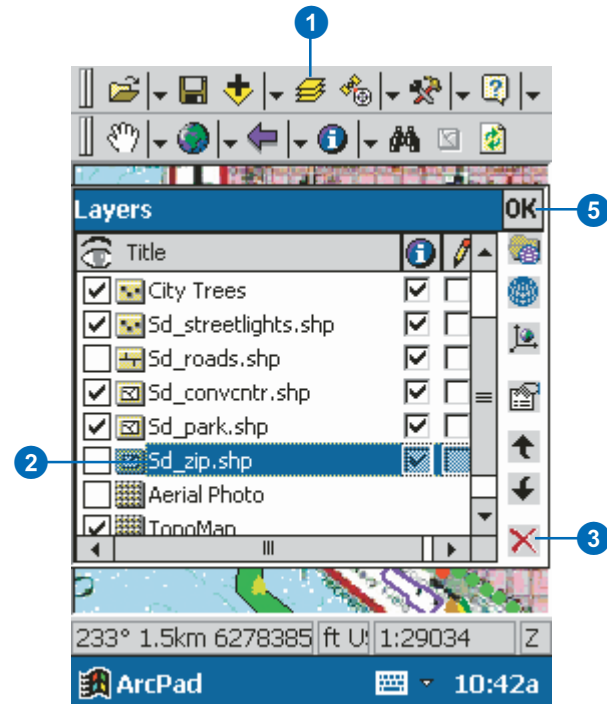 1
Layers OK 5
Title
City Trees
Sd_streetlights.shp
Sd_roads.shp
Sd_convcntr.shp
Sd_park.shp
2 Sd_zip.shp
Aerial Photo
TopoMap
3
233° 1.5km 6278385 ft U 1:29034 Z
ArcPad 10:42a